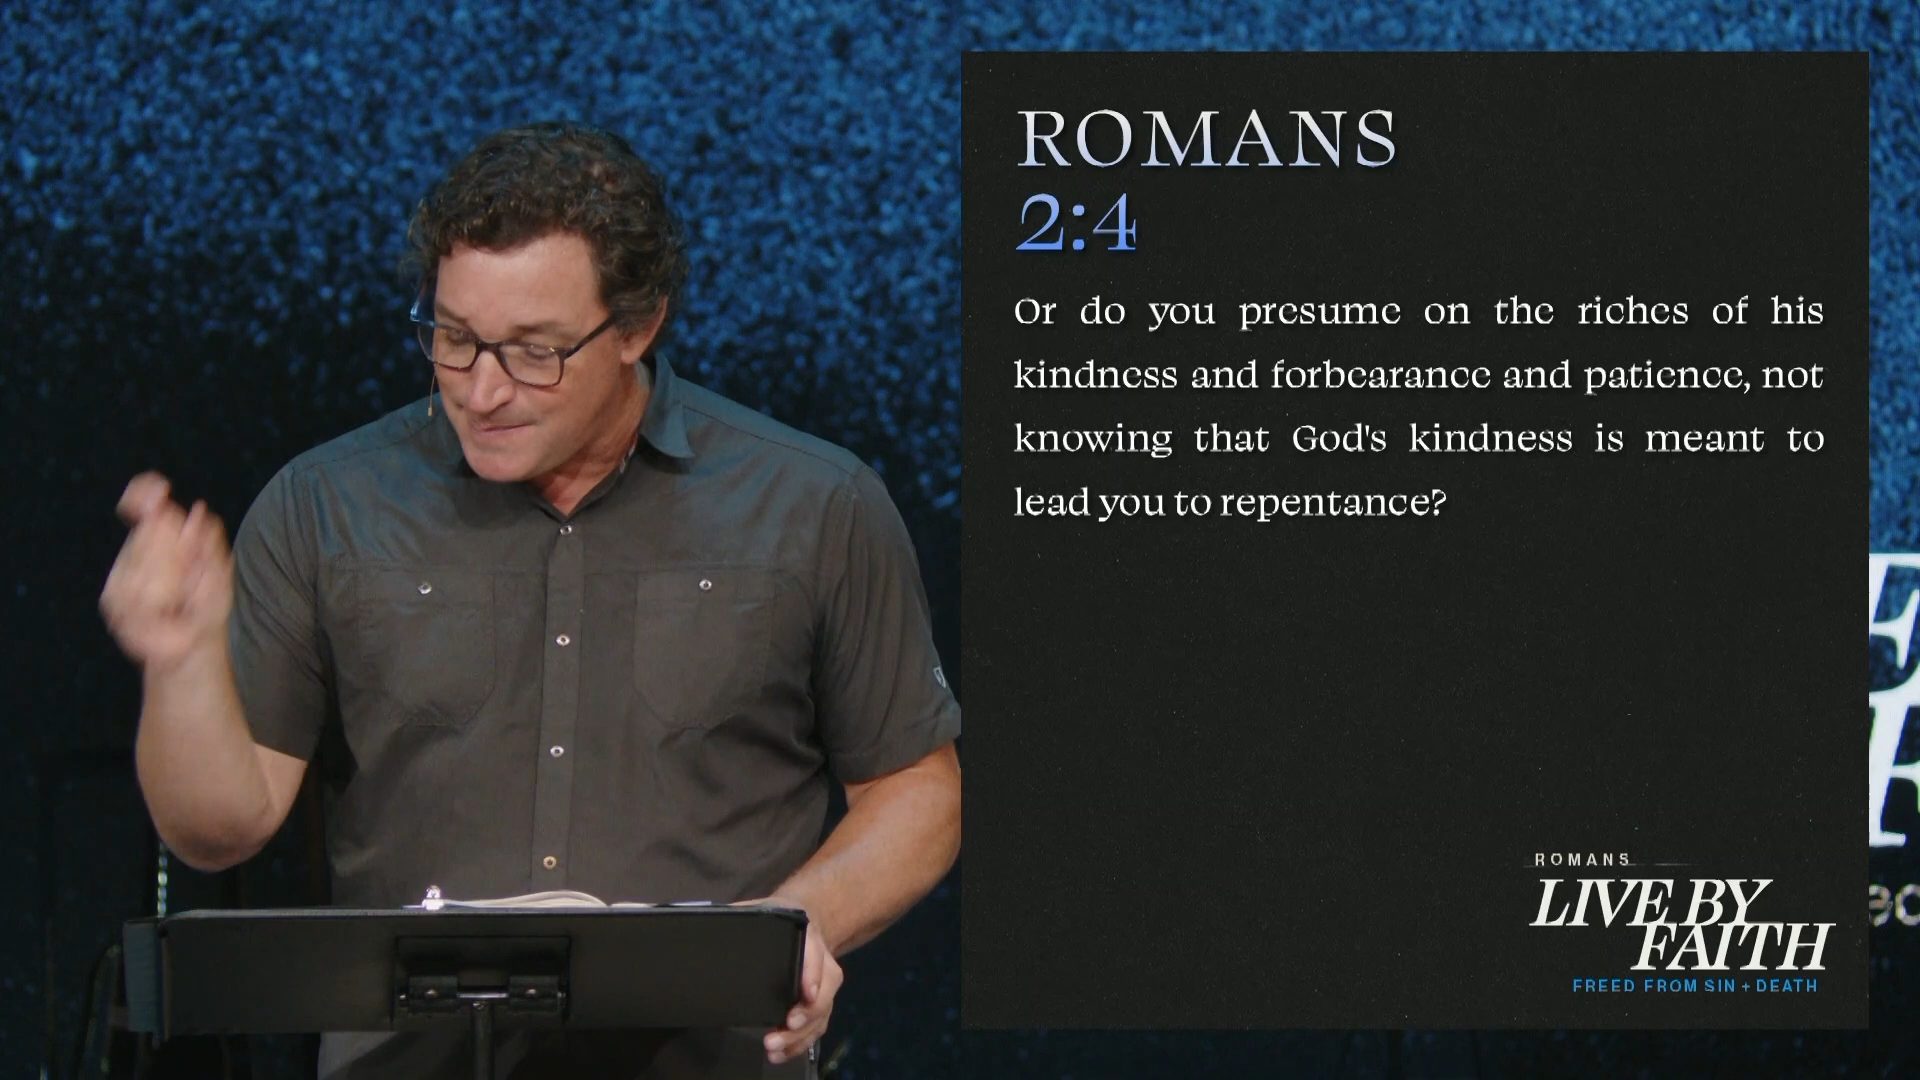 ROMANS
2:4
Or do you presume on the riches of his
kindness and forbearance and patience, not
knowing that God's kindness is meant to
lead you to repentance?
ROMANS
LIVE BY
FAITH
FREED FROM SIN + DEATH